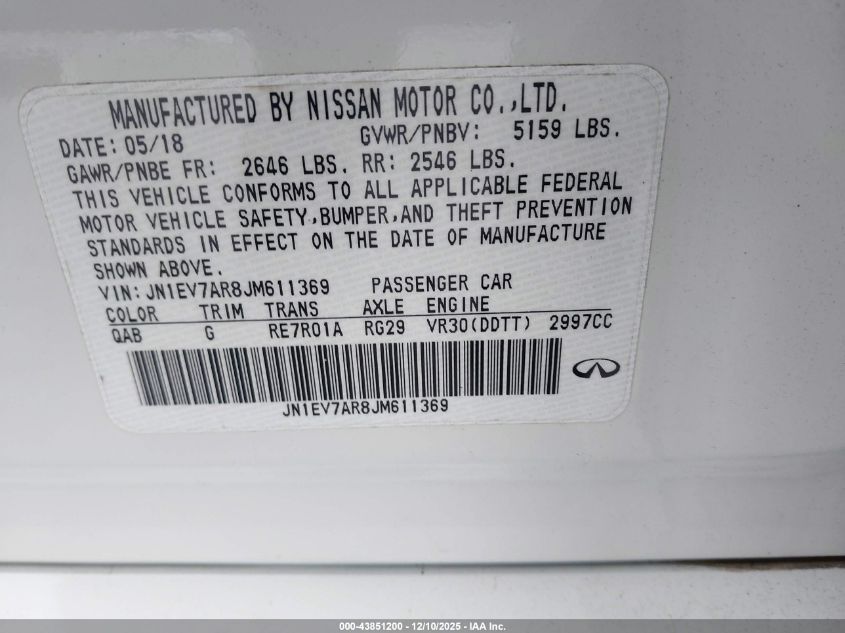 MANUFACTURED BY NISSAN MOTOR CO.,LTD.
DATE: 05/18 GVWR/PNBV: 5159 LBS.
GAWR/PNBE FR: 2646 LBS. RR: 2546 LBS.
THIS VEHICLE CONFORMS TO ALL APPLICABLE FEDERAL
MOTOR VEHICLE SAFETY,BUMPER,AND THEFT PREVENTION
STANDARDS IN EFFECT ON THE DATE OF MANUFACTURE
SHOWN ABOVE.
VIN: JN1EV7AR8JM611369 PASSENGER CAR
COLOR TRIM TRANS AXLE ENGINE
QAB G RE7R01A RG29 VR30(DDTT) 2997CC
JN1EV7AR8JM611369
000-43851200 - 12/10/2025 - IAA Inc.